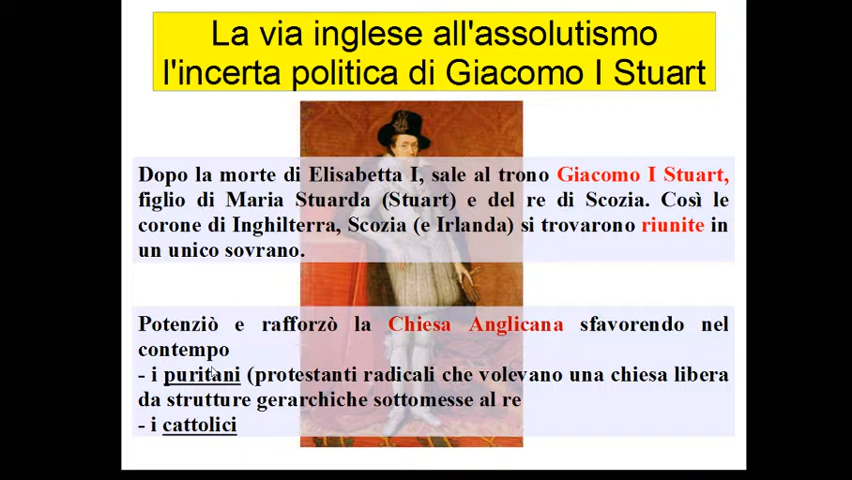 La via inglese all'assolutismo
l'incerta politica di Giacomo I Stuart
Dopo la morte di Elisabetta I, sale al trono Giacomo I Stuart,
figlio di Maria Stuarda (Stuart) e del re di Scozia. Così le
corone di Inghilterra, Scozia (e Irlanda) si trovarono riunite in
un unico sovrano.
Potenziò e rafforzò la Chiesa Anglicana sfavorendo nel
contempo
- i puritani (protestanti radicali che volevano una chiesa libera
da strutture gerarchiche sottomesse al re
- i cattolici